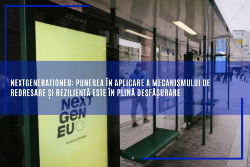 NEXTGENERATIONEU: PUNEREA ÎN APLICARE A MECANISMULUI DE
REDRESARE ȘI REZILIENȚĂ ESTE ÎN PLINĂ DESFĂȘURARE
NEXT
GEN
EU